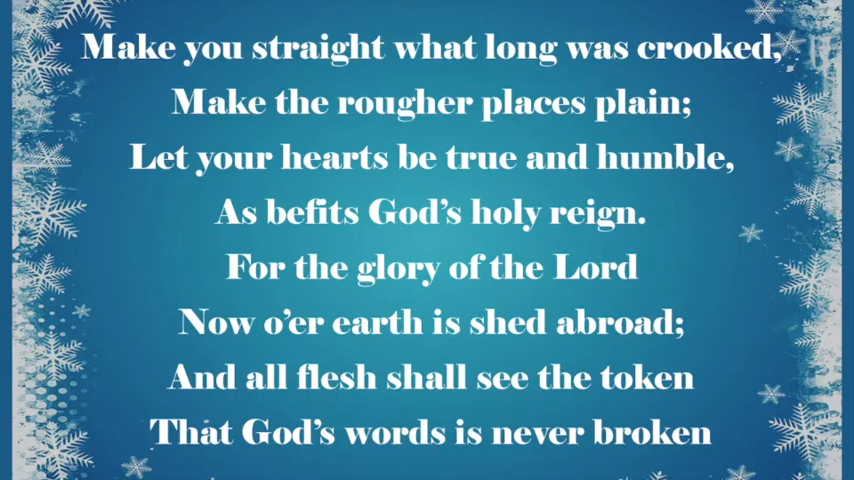 Make you straight what long was crooked,
Make the rougher places plain;
Let your hearts be true and humble,
As befits God's holy reign.
For the glory of the Lord
Now o'er earth is shed abroad;
And all flesh shall see the token
That God's words is never broken